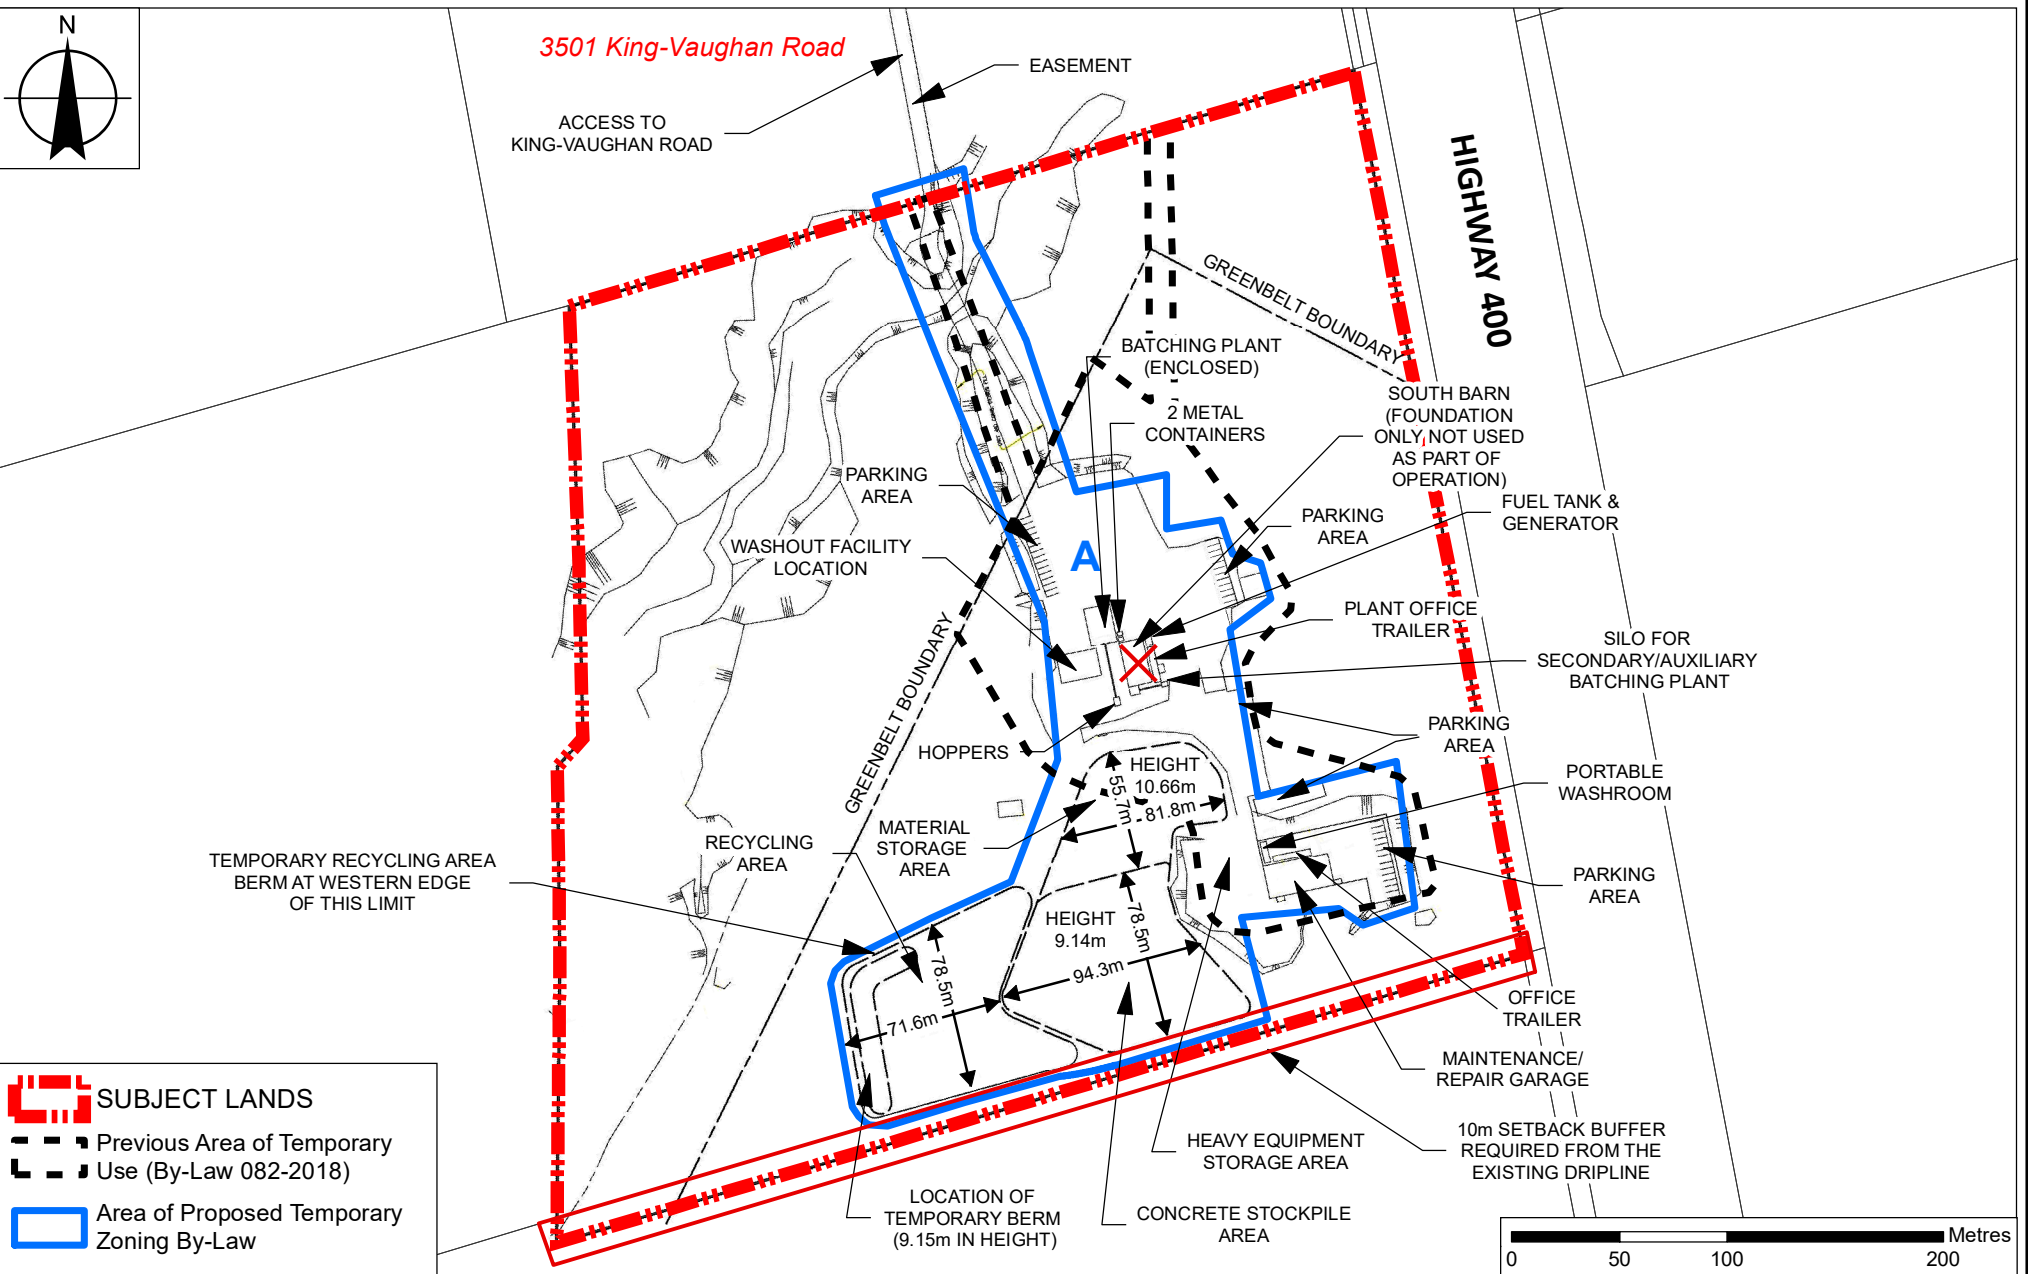 N
3501 King-Vaughan Road
EASEMENT
ACCESS TO
KING-VAUGHAN ROAD
HIGHWAY 400
GREENBELT BOUNDARY
BATCHING PLANT
(ENCLOSED)
2 METAL
CONTAINERS
SOUTH BARN
(FOUNDATION
ONLY NOT USED
AS PART OF
OPERATION)
PARKING
AREA
FUEL TANK &
GENERATOR
PARKING
AREA
WASHOUT FACILITY
LOCATION
A
PLANT OFFICE
TRAILER
SILO FOR
SECONDARY/AUXILIARY
BATCHING PLANT
GREENBELT BOUNDARY
HOPPERS
PARKING
AREA
HEIGHT
10.66m
55.7m
81.8m
PORTABLE
WASHROOM
MATERIAL
STORAGE
AREA
RECYCLING
AREA
TEMPORARY RECYCLING AREA
BERM AT WESTERN EDGE
OF THIS LIMIT
PARKING
AREA
HEIGHT
9.14m
78.5m
94.3m
78.5m
71.6m
OFFICE
TRAILER
MAINTENANCE/
REPAIR GARAGE
10m SETBACK BUFFER
REQUIRED FROM THE
EXISTING DRIPLINE
HEAVY EQUIPMENT
STORAGE AREA
LOCATION OF
TEMPORARY BERM
(9.15m IN HEIGHT)
CONCRETE STOCKPILE
AREA
SUBJECT LANDS
Previous Area of Temporary
Use (By-Law 082-2018)
Area of Proposed Temporary
Zoning By-Law
Metres
0 50 100 200